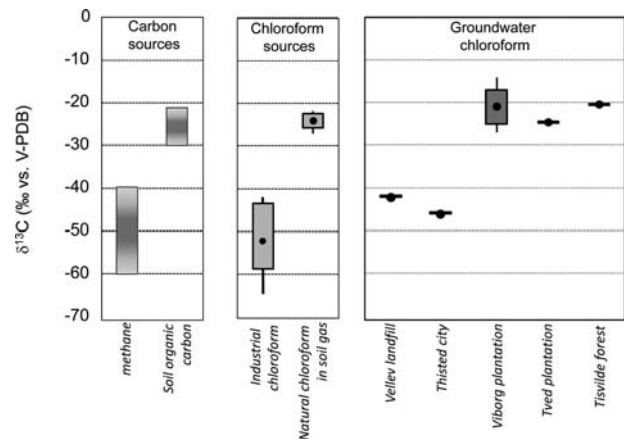 Carbon
sources
Chloroform
sources
Groundwater
chloroform
δ¹³C (‰ vs. V-PDB)
0
-10
-20
-30
-40
-50
-60
-70
methane
Soil organic
carbon
Industrial
chloroform
Natural chloroform
in soil gas
Vellev landfill
Thisted city
Viborg plantation
Tved plantation
Tisvilde forest